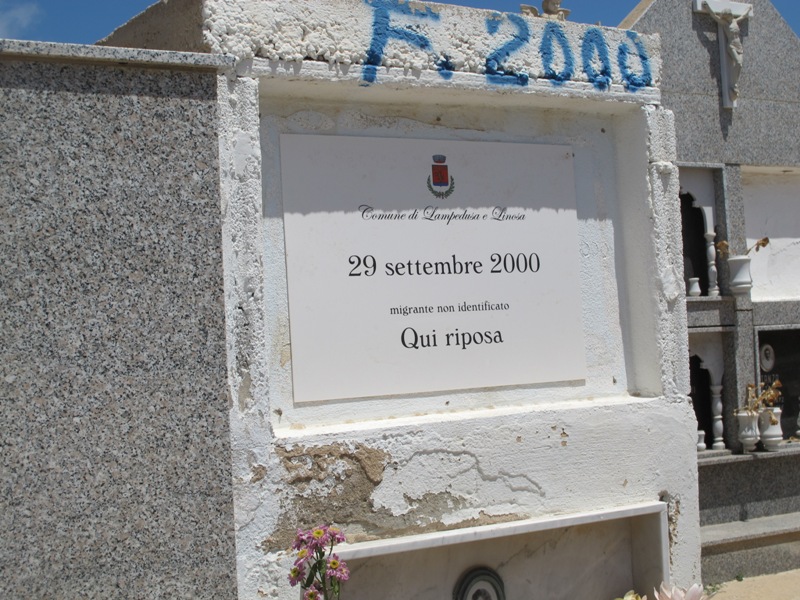 F. 2000
Comune di Lampedusa e Linosa
29 settembre 2000
migrante non identificato
Qui riposa